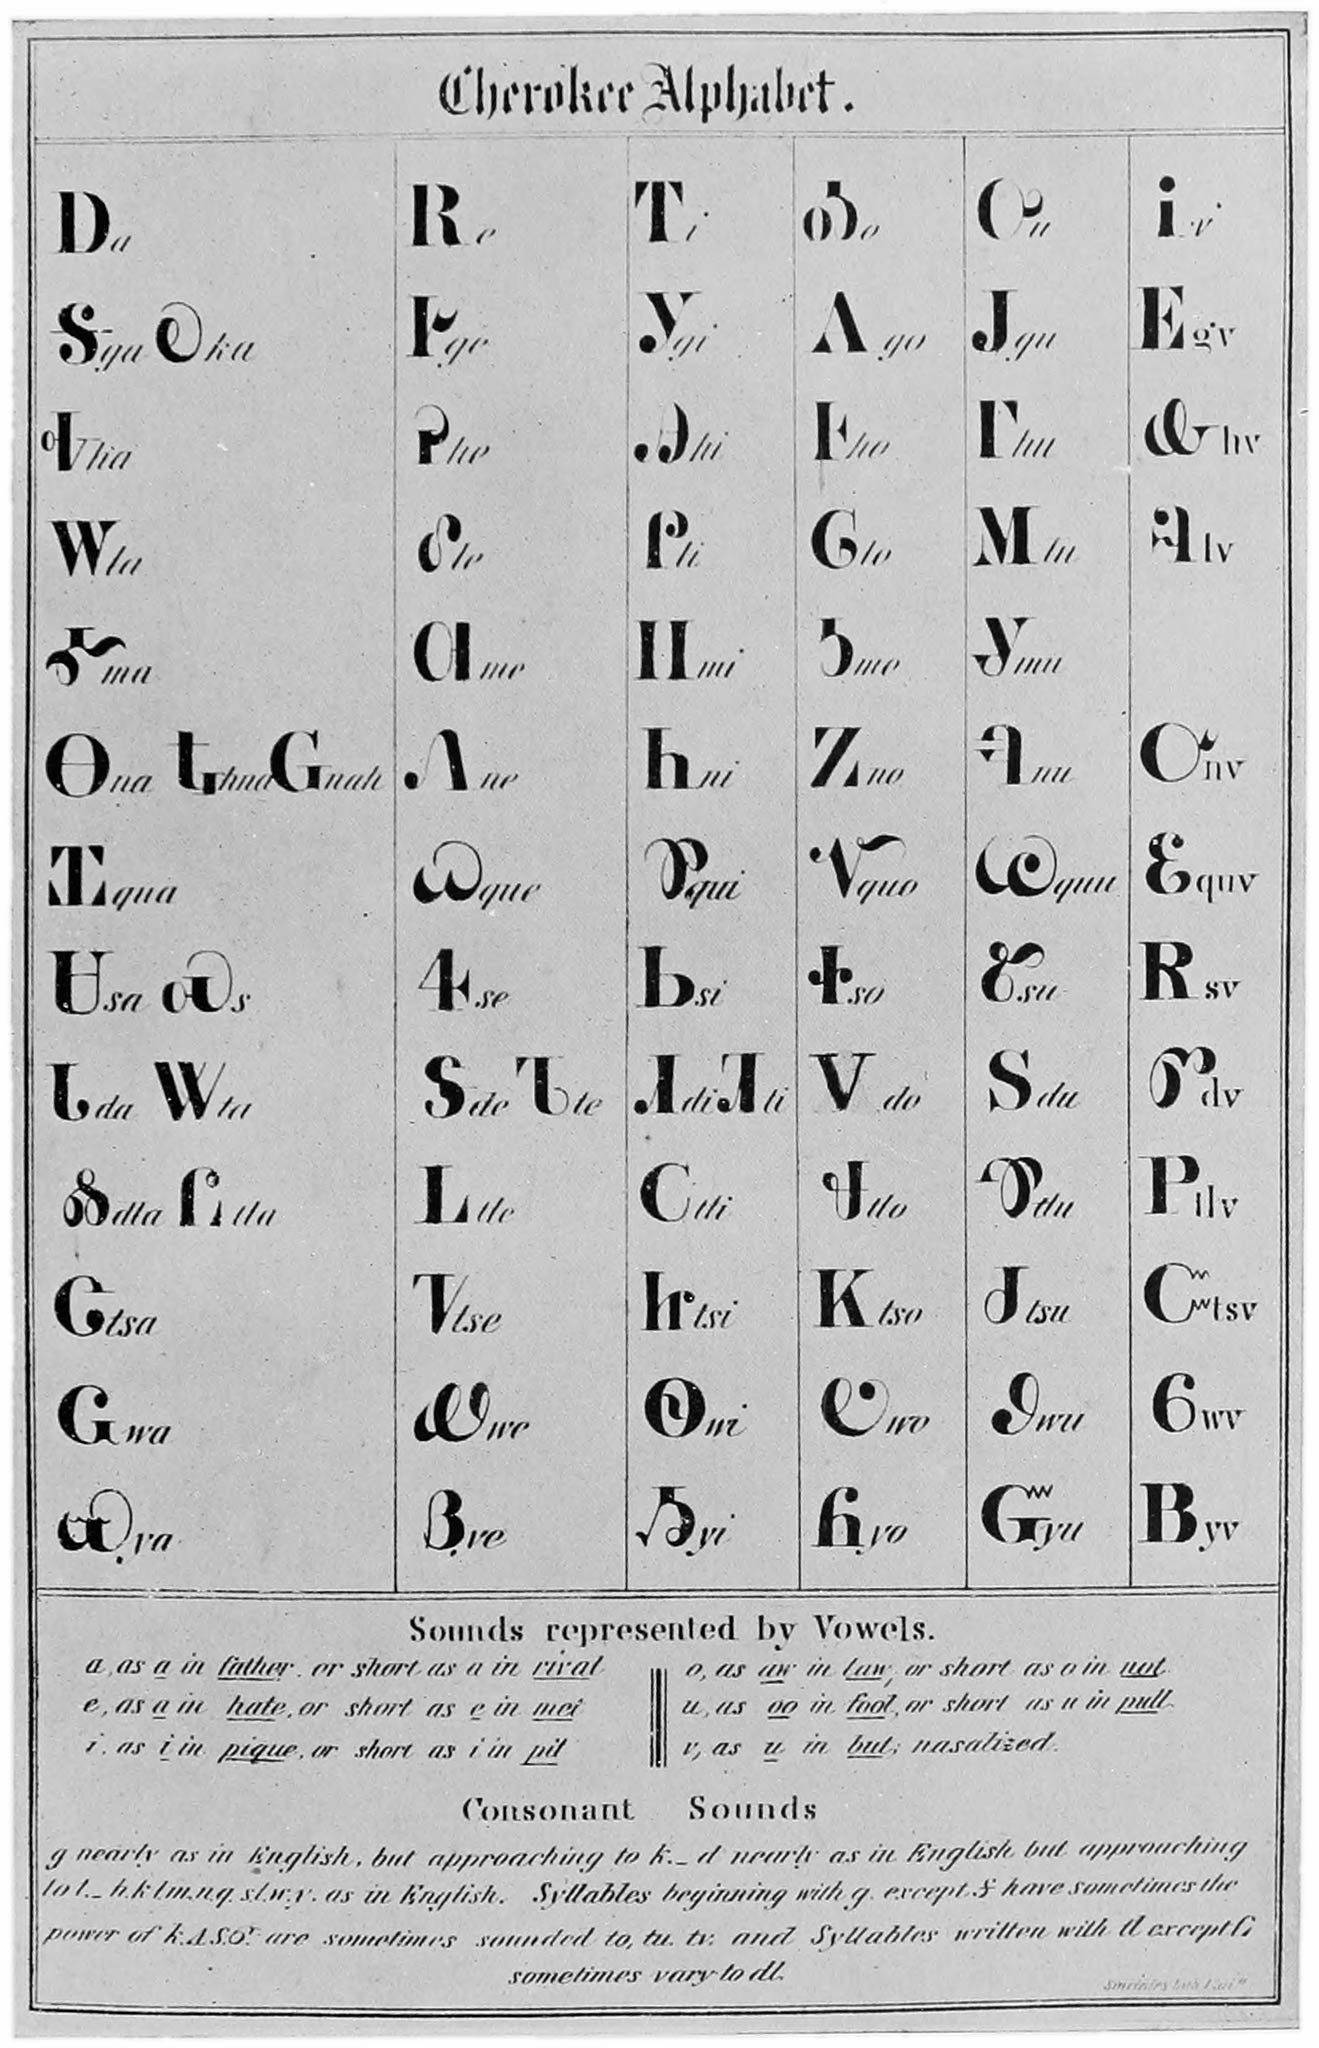 Cherokee Alphabet.
Ꭰa Ꭱe Ꭲi Ꭳo Ꭴu Ꭵv
Ꭶga Ꭷka Ꭸge Ꭹgi Ꭺgo Ꭻgu Ꭼgv
Ꭽha Ꭾhe Ꭿhi Ꮀho Ꮁhu Ꮂhv
Ꮃla Ꮄle Ꮅli Ꮆlo Ꮇlu Ꮈlv
Ꮉma Ꮊme Ꮋmi Ꮌmo Ꮍmu
Ꮎna Ꮏhna Ꮐnah Ꮑne Ꮒni Ꮓno Ꮔnu Ꮕnv
Ꮖqua Ꮗque Ꮘqui Ꮙquo Ꮚquu Ꮛquv
Ꮜsa Ꮝs Ꮞse Ꮟsi Ꮠso Ꮡsu Ꮢsv
Ꮣda Ꮤta Ꮥde Ꮦte Ꮧdi Ꮨti Ꮩdo Ꮪdu Ꮫdv
Ꮬdla Ꮭtla Ꮮtle Ꮯtli Ꮰtlo Ꮱtlu Ꮲtlv
Ꮳtsa Ꮴtse Ꮵtsi Ꮶtso Ꮷtsu Ꮸtsv
Ꮹwa Ꮺwe Ꮻwi Ꮼwo Ꮽwu Ꮾwv
Ꮿya Ᏸye Ᏹyi Ᏺyo Ᏻyu Ᏼyv
Sounds represented by Vowels.
a, as a in father, or short as a in rival
e, as a in hate, or short as e in met
i, as i in pique, or short as i in pit
o, as aw in law, or short as o in not
u, as oo in fool, or short as u in pull
v, as u in but, nasalized.
Consonant Sounds
g nearly as in English, but approaching to k._ d nearly as in English but approaching
to t._ h.k.l.m.n.q.s.t.w.y. as in English. Syllables beginning with g. except Ꭶ have sometimes the
power of k. Ꮩ.Ꮪ.Ꮫ. are sometimes sounded to, tu, tv. and Syllables written with tl except Ꮭ
sometimes vary to dl.